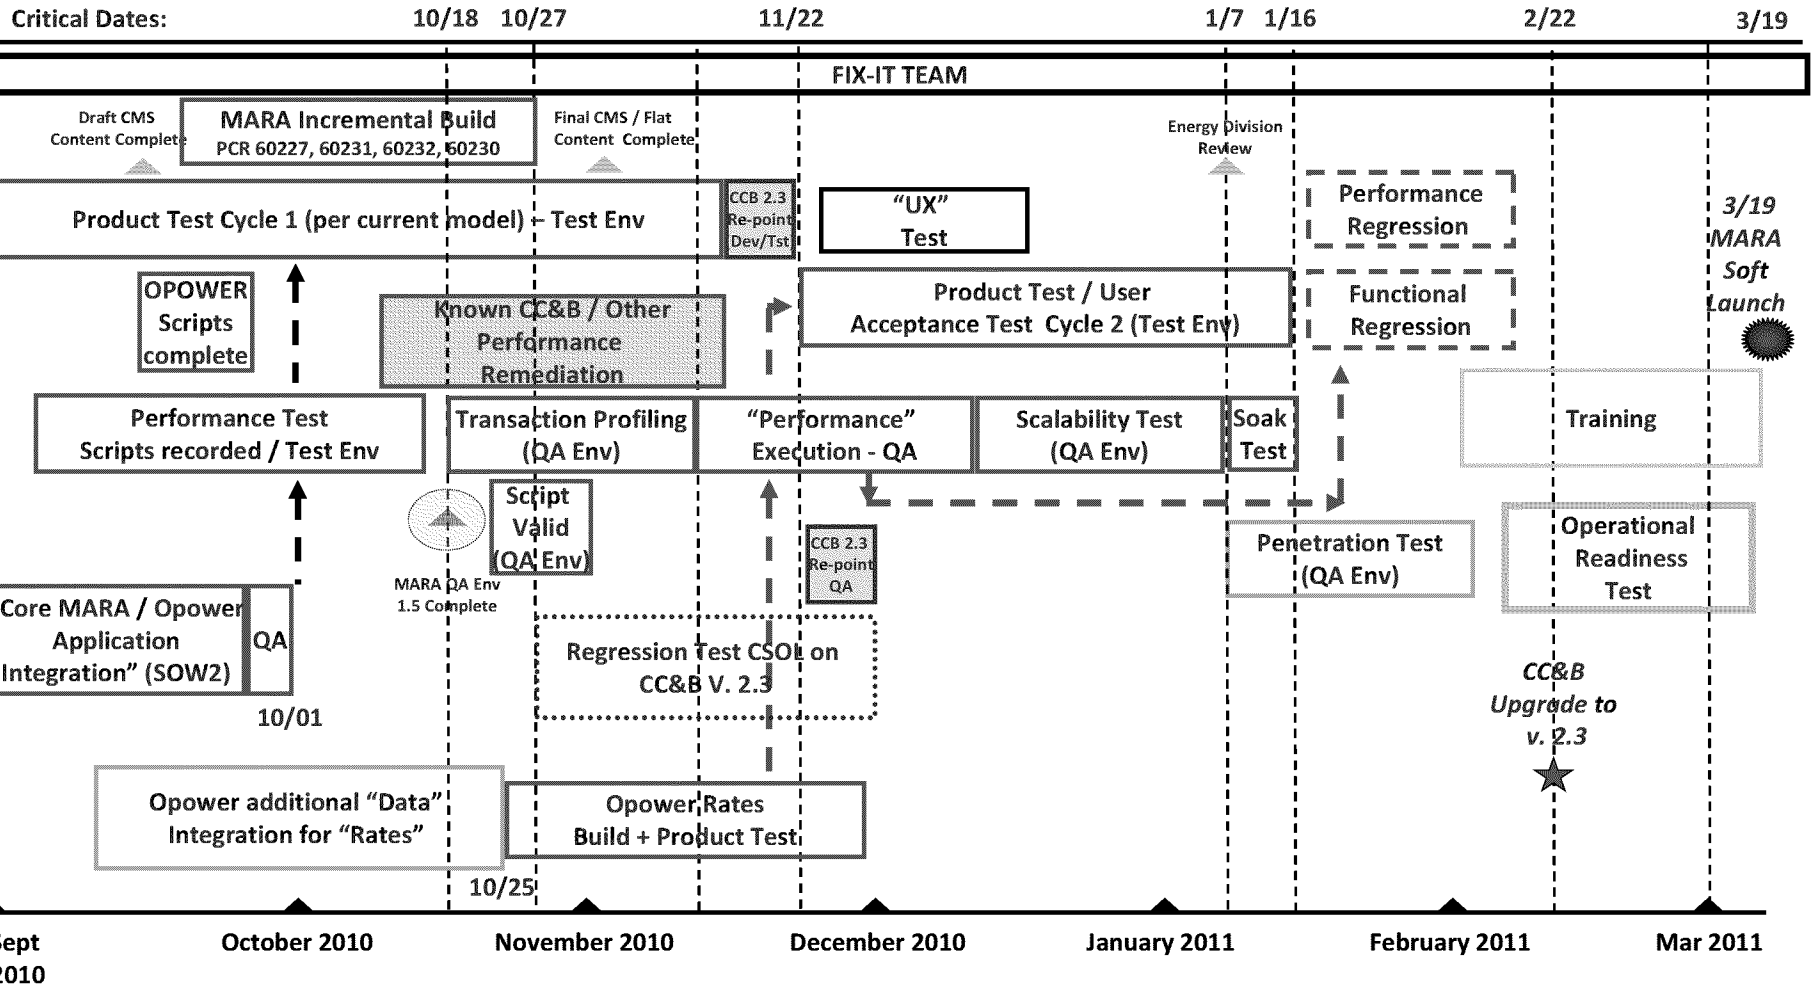 Critical Dates:
10/18 10/27 11/22 1/7 1/16 2/22 3/19
FIX-IT TEAM
Draft CMS
Content Complete
MARA Incremental Build
PCR 60227, 60231, 60232, 60230
Final CMS / Flat
Content Complete
Energy Division
Review
Product Test Cycle 1 (per current model) – Test Env
CCB 2.3
Re-point
Dev/Tst
“UX”
Test
Performance
Regression
3/19
MARA
Soft
Launch
OPOWER
Scripts
complete
Known CC&B / Other
Performance
Remediation
Product Test / User
Acceptance Test Cycle 2 (Test Env)
Functional
Regression
Performance Test
Scripts recorded / Test Env
Transaction Profiling
(QA Env)
“Performance”
Execution - QA
Scalability Test
(QA Env)
Soak
Test
Training
MARA QA Env
1.5 Complete
Script
Valid
(QA Env)
CCB 2.3
Re-point
QA
Penetration Test
(QA Env)
Operational
Readiness
Test
Core MARA / Opower
Application
Integration” (SOW2)
QA
10/01
Regression Test CSOL on
CC&B V. 2.3
CC&B
Upgrade to
v. 2.3
Opower additional “Data”
Integration for “Rates”
10/25
Opower Rates
Build + Product Test
Sept
2010
October 2010
November 2010
December 2010
January 2011
February 2011
Mar 2011